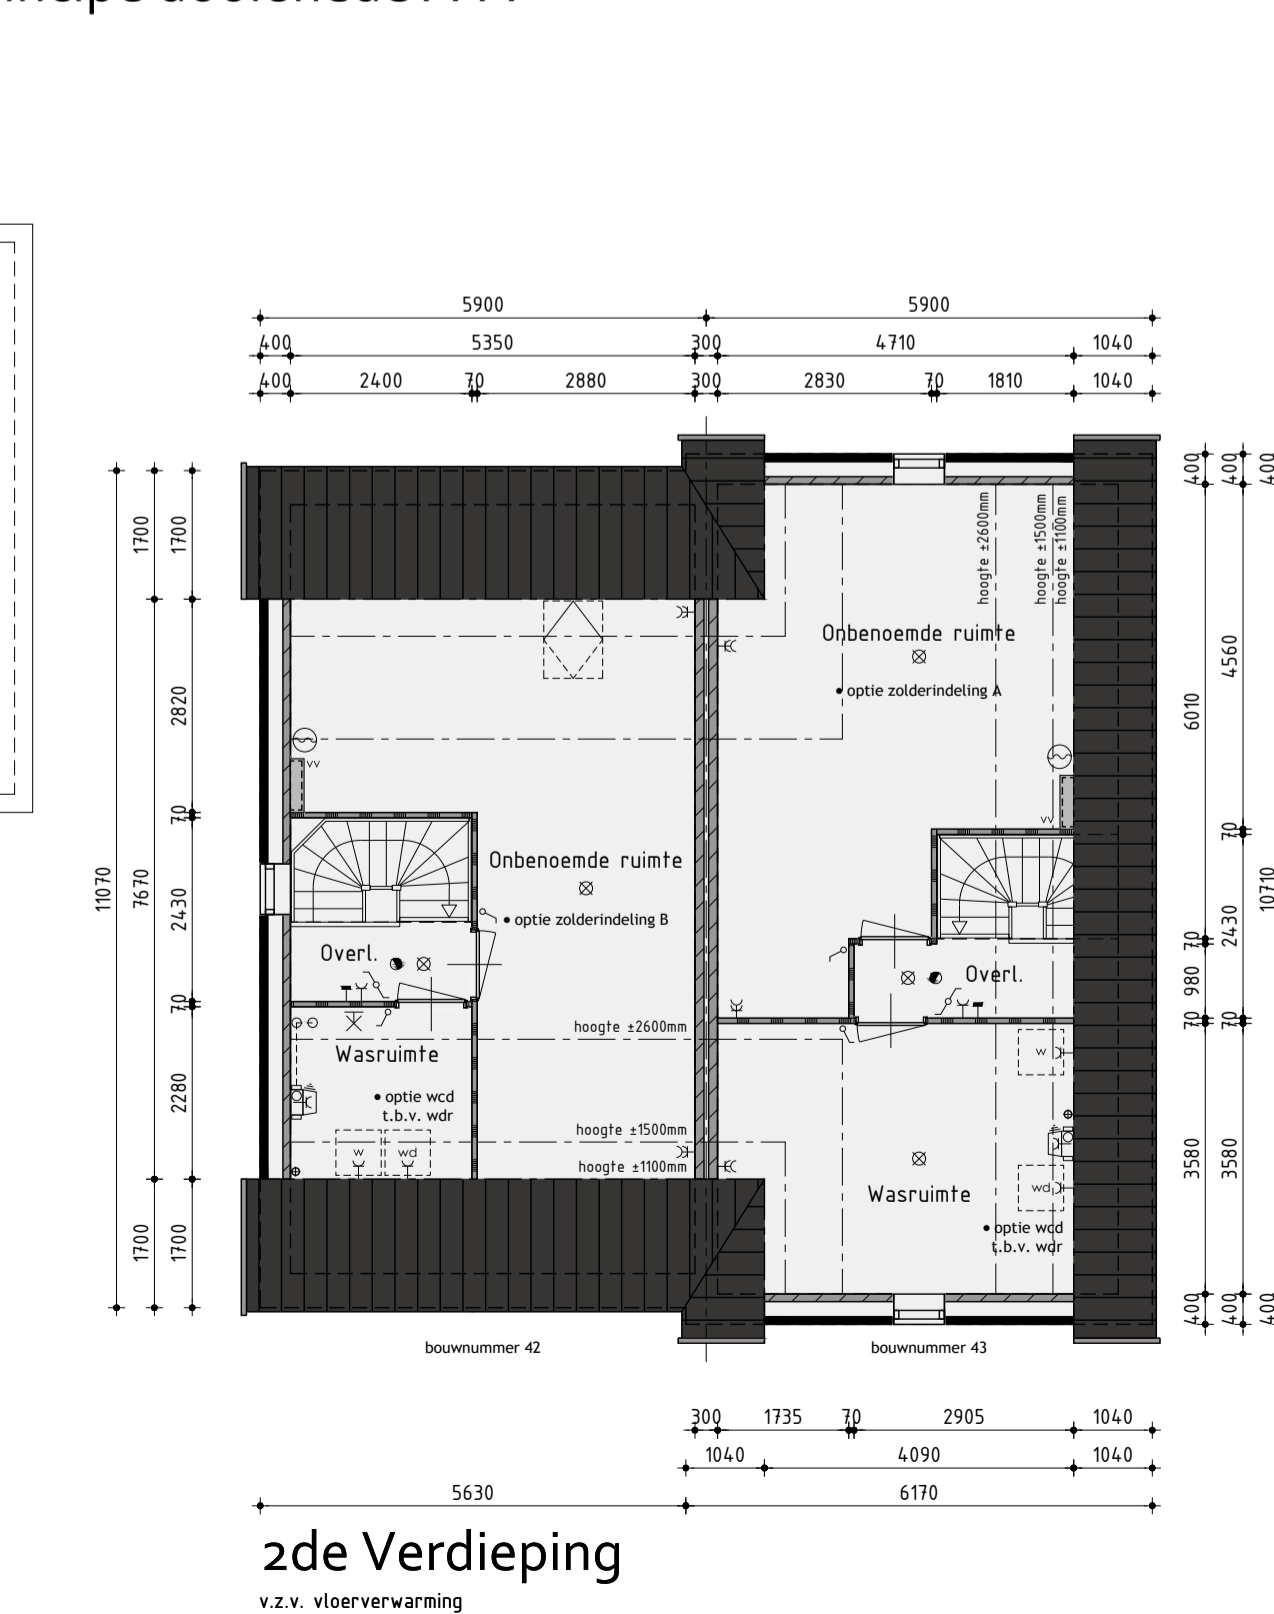 5900 5900
400 5350 300 4710 1040
400 2400 70 2880 300 2830 70 1810 1040
11070
1700 7670 1700
1700 2820 70 2430 70 2280 1700
hoogte ±2600mm
hoogte ±1500mm
hoogte ±1100mm
Onbenoemde ruimte
• optie zolderindeling A
vv
vv
Onbenoemde ruimte
• optie zolderindeling B
Overl.
Overl.
hoogte ±2600mm
Wasruimte
• optie wcd
t.b.v. wdr
w wd
hoogte ±1500mm
hoogte ±1100mm
w
wd
Wasruimte
• optie wcd
t.b.v. wdr
400 6010 70 980 70 3580 400
400 4560 70 2430 70 3580 400
400 10710 400
bouwnummer 42
bouwnummer 43
300 1735 70 2905 1040
1040 4090 1040
5630 6170
2de Verdieping
v.z.v. vloerverwarming